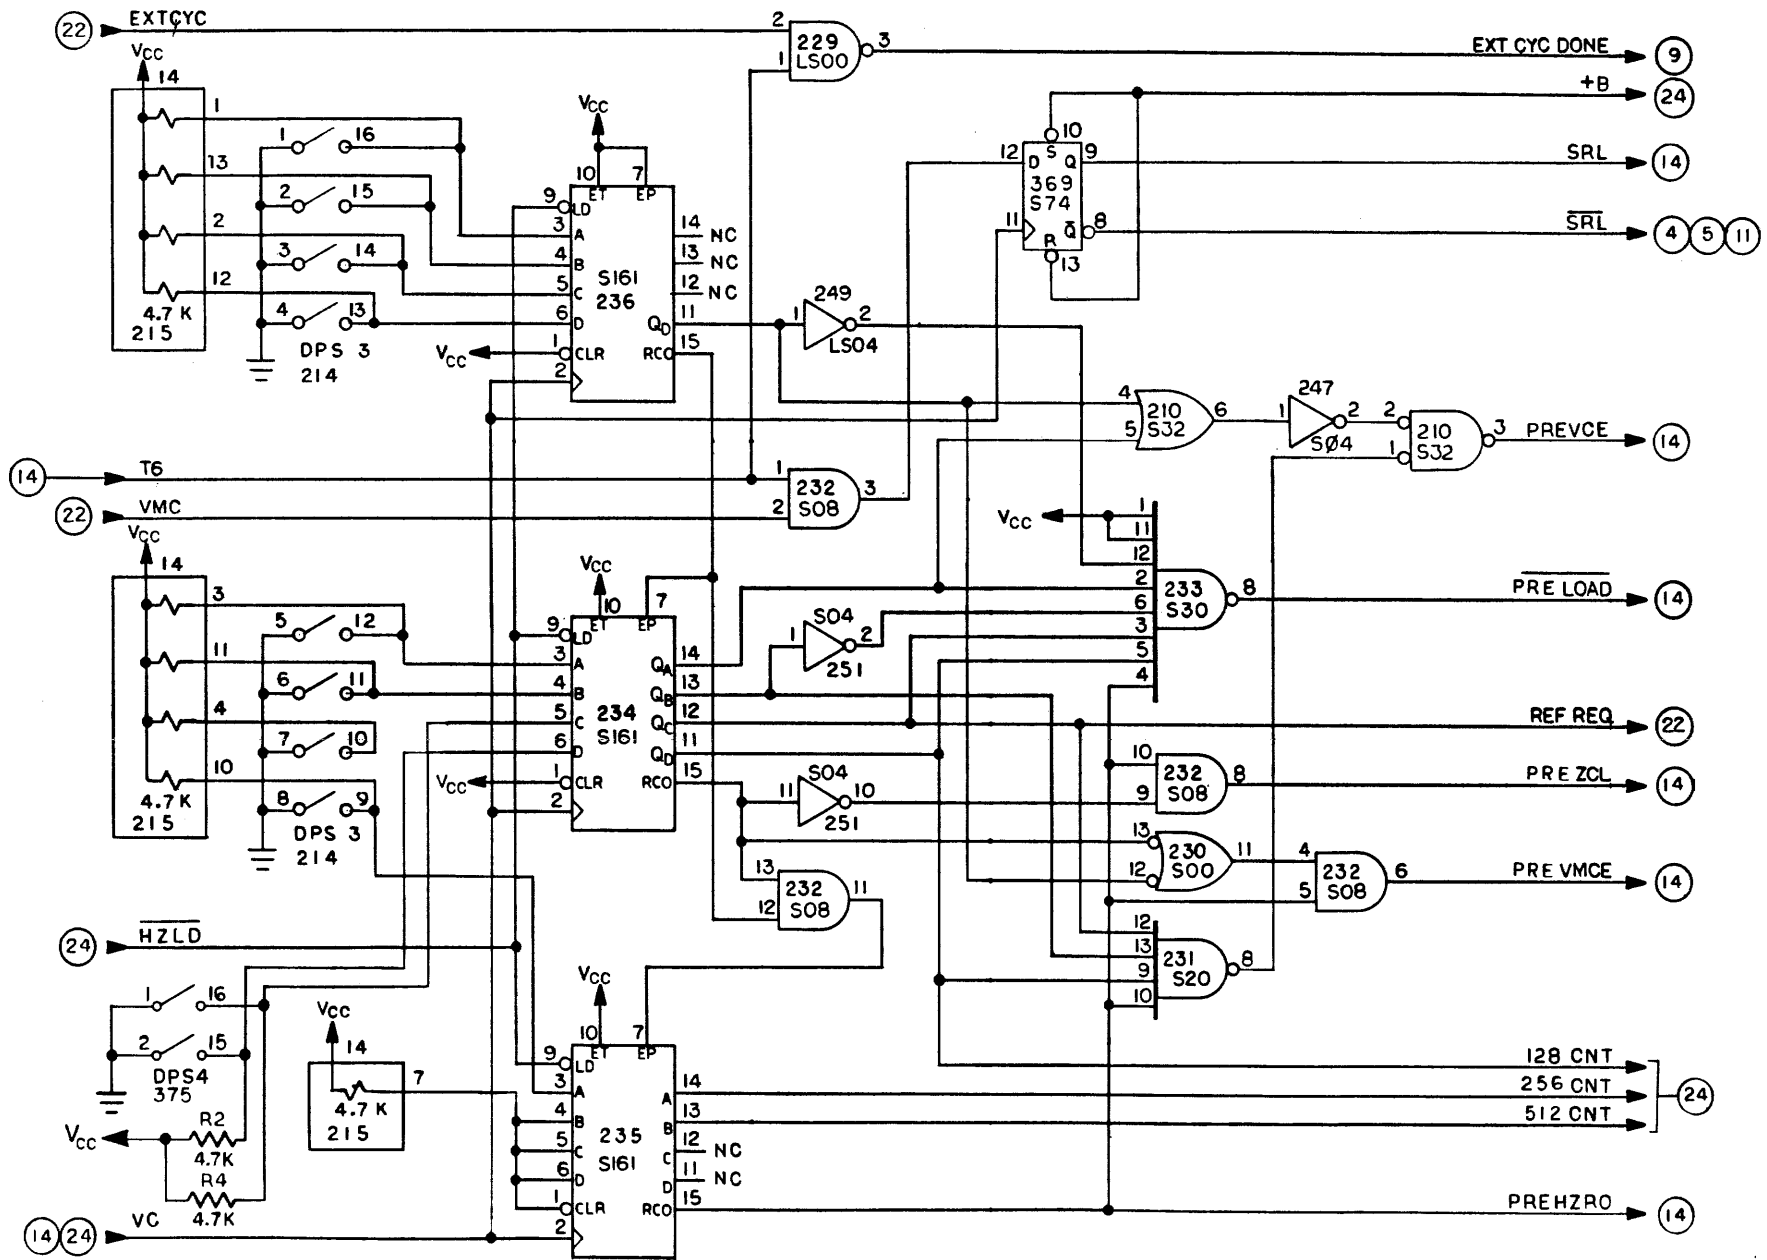 22 EXTCYC 2 229 LS00 3 EXT CYC DONE 9
1
VCC 14
+B 24
1 1 16
13 2 15
2 3 14
12 4 13
4.7 K
215
DPS 3
214
VCC
10 ET 7 EP
9 LD
3 A 14 NC
4 B 13 NC
5 C S161 12 NC
6 D 236 QD 11
VCC 1 CLR RCO 15
2
1 249 2
LS04
10
12 D S Q 9 SRL 14
369
S74
11 Q 8 SRL 4 5 11
R
13
4 210 6
5 S32
247
1 2
SØ4
2 210 3 PREVCE 14
1 S32
14 T6 1 232 3
22 VMC 2 S08
VCC 1
11
12
2 233 8 PRE LOAD 14
6 S30
3
5
4
VCC
14
3 5 12
11 6 11
4 7 10
10 8 9
4.7 K
215
DPS 3
214
VCC
10 ET 7 EP
9 LD
3 A QA 14
4 B QB 13
5 C 234 QC 12
6 D S161 QD 11
VCC 1 CLR RCO 15
2
S04
1 2
251
REF REQ 22
S04
11 10
251
10 232 8 PRE ZCL 14
9 S08
13 230 11
12 S00
4 232 6 PRE VMCE 14
5 S08
13 232 11
12 S08
12
13 231 8
9 S20
10
24 HZLD
1 16
2 15
DPS4
375
VCC R2
4.7K
R4
4.7K
VCC
14
7
4.7 K
215
VCC
10 ET 7 EP
9 LD
3 A A 14
4 B B 13
5 C 235 C 12 NC
6 D S161 D 11 NC
1 CLR RCO 15
2
128 CNT
256 CNT 24
512 CNT
PREHZRO 14
14 24 VC